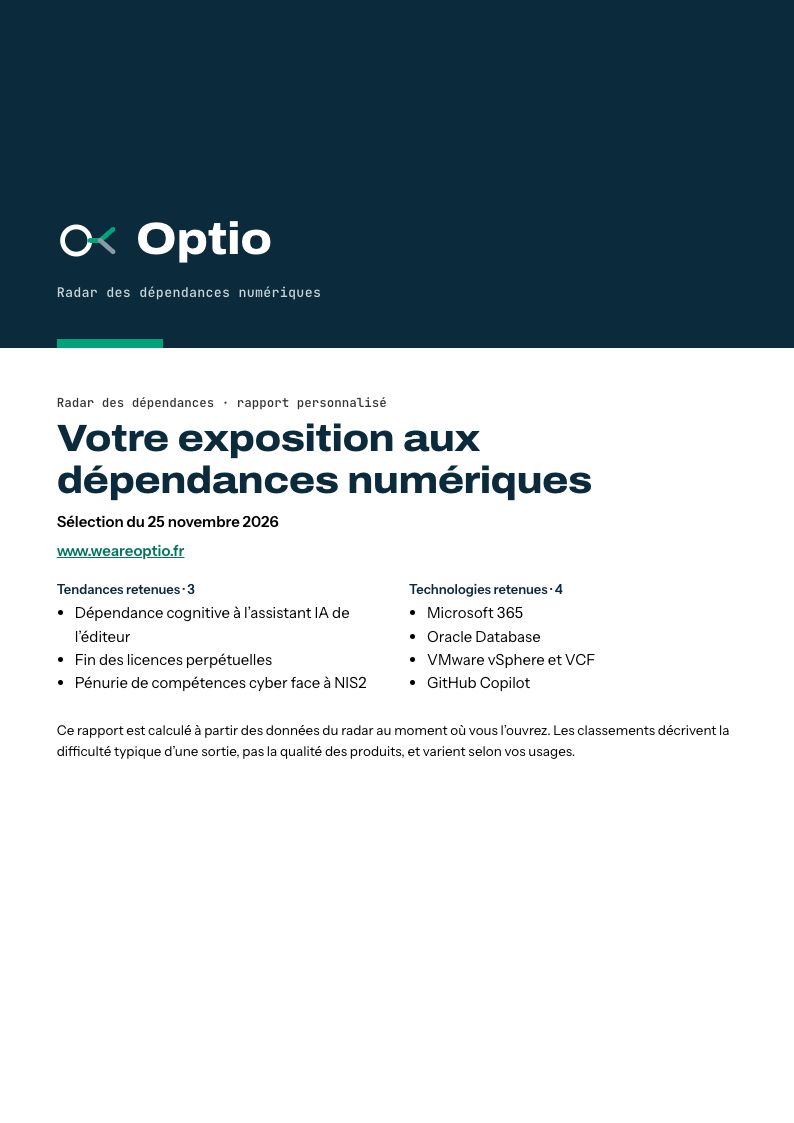 Optio
Radar des dépendances numériques
Radar des dépendances · rapport personnalisé
Votre exposition aux
dépendances numériques
Sélection du 25 novembre 2026
www.weareoptio.fr
Tendances retenues · 3
• Dépendance cognitive à l’assistant IA de
l’éditeur
• Fin des licences perpétuelles
• Pénurie de compétences cyber face à NIS2
Technologies retenues · 4
• Microsoft 365
• Oracle Database
• VMware vSphere et VCF
• GitHub Copilot
Ce rapport est calculé à partir des données du radar au moment où vous l’ouvrez. Les classements décrivent la
difficulté typique d’une sortie, pas la qualité des produits, et varient selon vos usages.